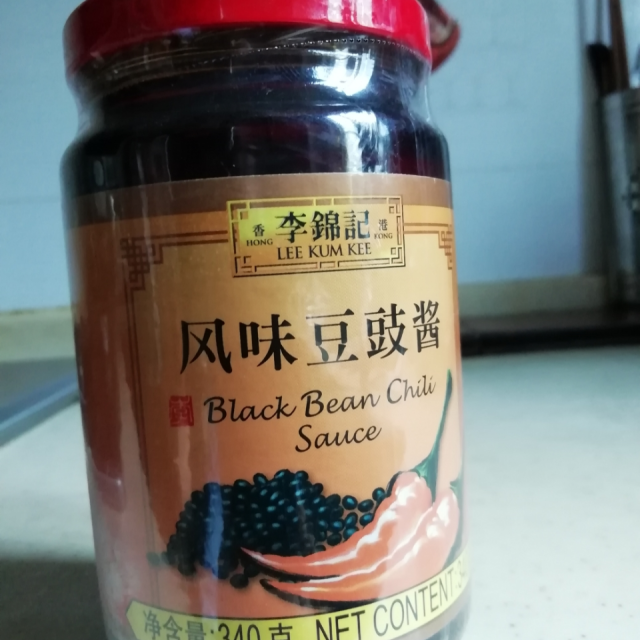 香 李錦記 港
HONG KONG
LEE KUM KEE
风味豆豉酱
Black Bean Chili
Sauce
净含量:340克 NET CONTENT: